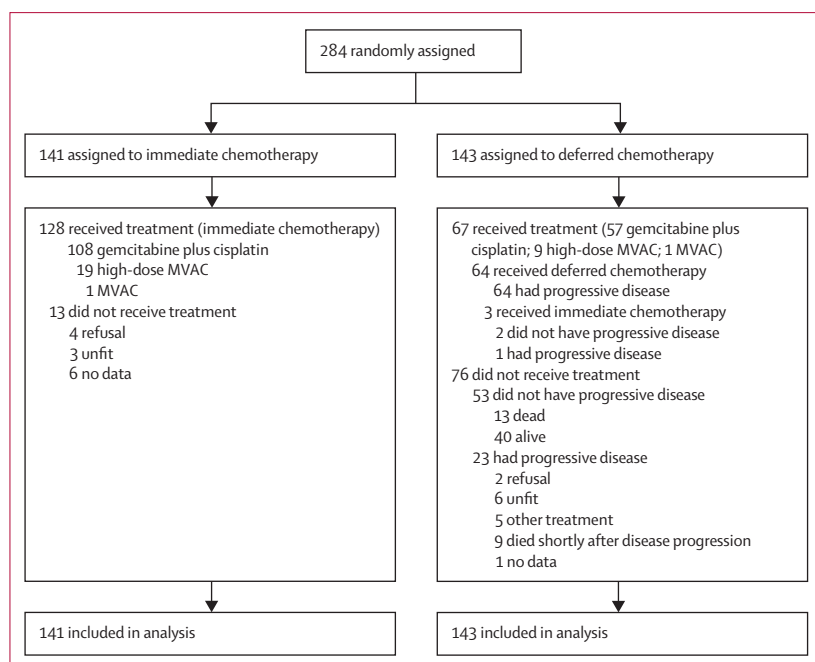 284 randomly assigned
141 assigned to immediate chemotherapy
143 assigned to deferred chemotherapy
128 received treatment (immediate chemotherapy)
108 gemcitabine plus cisplatin
19 high-dose MVAC
1 MVAC
13 did not receive treatment
4 refusal
3 unfit
6 no data
67 received treatment (57 gemcitabine plus
cisplatin; 9 high-dose MVAC; 1 MVAC)
64 received deferred chemotherapy
64 had progressive disease
3 received immediate chemotherapy
2 did not have progressive disease
1 had progressive disease
76 did not receive treatment
53 did not have progressive disease
13 dead
40 alive
23 had progressive disease
2 refusal
6 unfit
5 other treatment
9 died shortly after disease progression
1 no data
141 included in analysis
143 included in analysis